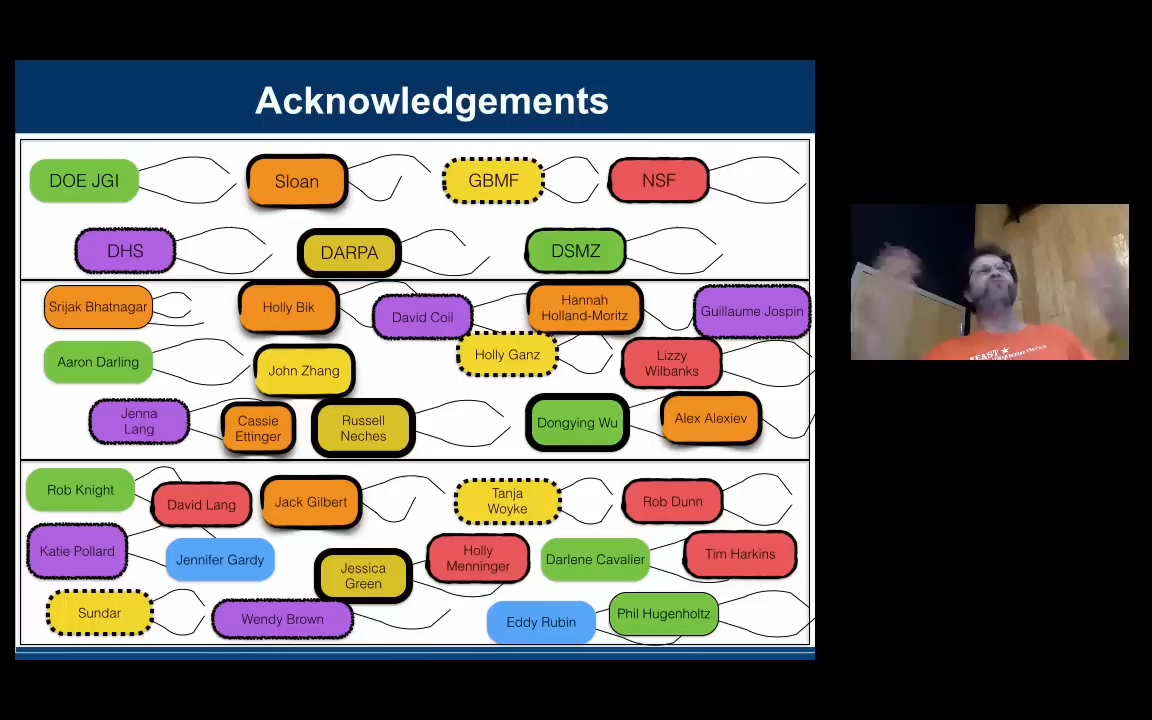 Acknowledgements
DOE JGI
Sloan
GBMF
NSF
DHS
DARPA
DSMZ
Srijak Bhatnagar
Holly Bik
David Coil
Hannah
Holland-Moritz
Guillaume Jospin
Aaron Darling
John Zhang
Holly Ganz
Lizzy
Wilbanks
Jenna
Lang
Cassie
Ettinger
Russell
Neches
Dongying Wu
Alex Alexiev
Rob Knight
David Lang
Jack Gilbert
Tanja
Woyke
Rob Dunn
Katie Pollard
Jennifer Gardy
Jessica
Green
Holly
Menninger
Darlene Cavalier
Tim Harkins
Sundar
Wendy Brown
Eddy Rubin
Phil Hugenholtz